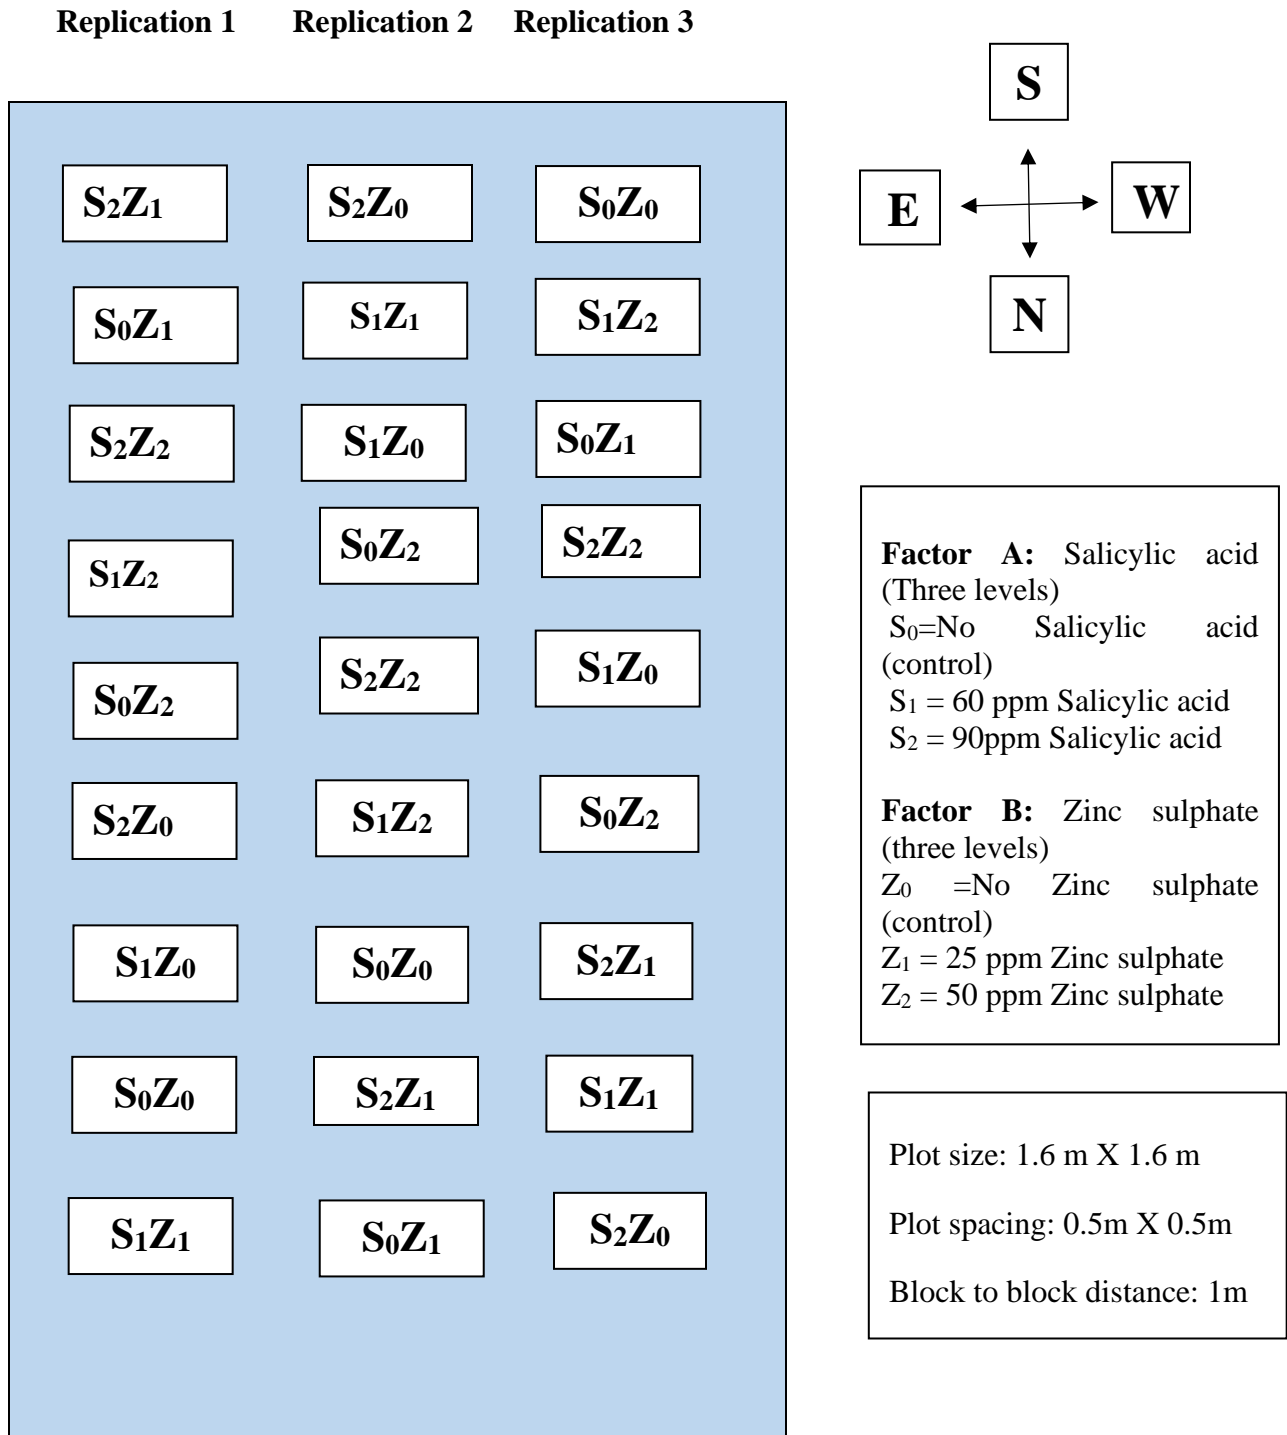 Replication 1 Replication 2 Replication 3
S
E W
N
S₂Z₁ S₂Z₀ S₀Z₀
S₀Z₁ S₁Z₁ S₁Z₂
S₂Z₂ S₁Z₀ S₀Z₁
S₁Z₂ S₀Z₂ S₂Z₂
S₀Z₂ S₂Z₂ S₁Z₀
S₂Z₀ S₁Z₂ S₀Z₂
S₁Z₀ S₀Z₀ S₂Z₁
S₀Z₀ S₂Z₁ S₁Z₁
S₁Z₁ S₀Z₁ S₂Z₀
Factor A: Salicylic acid
(Three levels)
S₀=No Salicylic acid
(control)
S₁ = 60 ppm Salicylic acid
S₂ = 90ppm Salicylic acid
Factor B: Zinc sulphate
(three levels)
Z₀ =No Zinc sulphate
(control)
Z₁ = 25 ppm Zinc sulphate
Z₂ = 50 ppm Zinc sulphate
Plot size: 1.6 m X 1.6 m
Plot spacing: 0.5m X 0.5m
Block to block distance: 1m